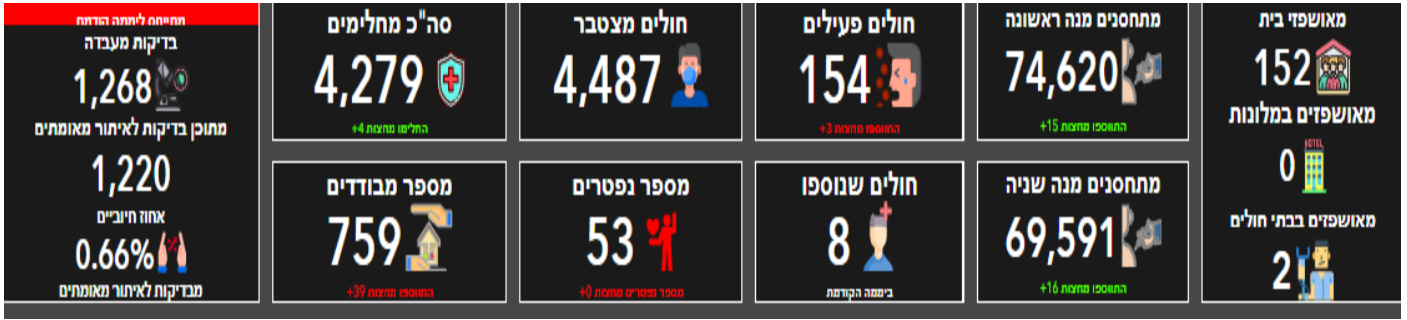 מאושפזי בית
152
מאושפזים במלונות
HOTEL
0
מאושפזים בבתי חולים
2
מתחסנים מנה ראשונה
74,620
התווספו מחצות 15+
מתחסנים מנה שניה
69,591
התווספו מחצות 16+
חולים פעילים
154
התווספו מחצות 3+
חולים שנוספו
8
ביממה הקודמת
חולים מצטבר
4,487
מספר נפטרים
53
מספר נפטרים מחצות 0+
סה"כ מחלימים
4,279
החלימו מחצות 4+
מספר מבודדים
759
התווספו מחצות 39+
מתייחס ליממה קודמת
בדיקות מעבדה
1,268
מתוכן בדיקות לאיתור מאומתים
1,220
אחוז חיוביים
0.66%
מבדיקות לאיתור מאומתים